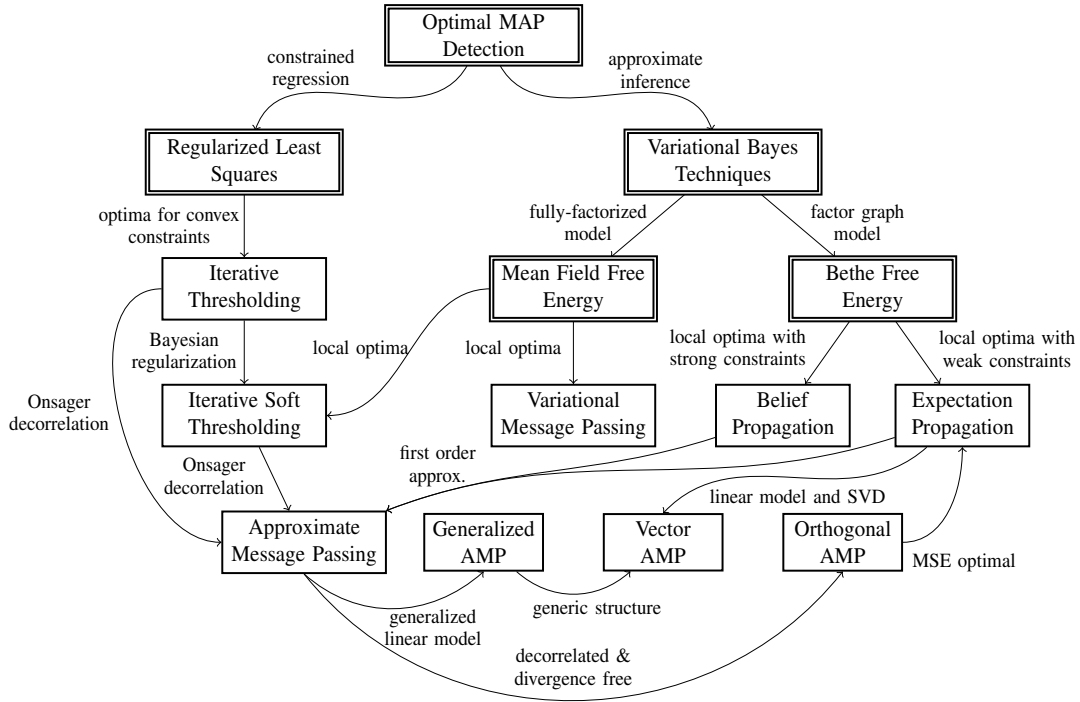 Optimal MAP
Detection
constrained
regression
approximate
inference
Regularized Least
Squares
Variational Bayes
Techniques
optima for convex
constraints
fully-factorized
model
factor graph
model
Iterative
Thresholding
Mean Field Free
Energy
Bethe Free
Energy
Bayesian
regularization
local optima
local optima
local optima with
strong constraints
local optima with
weak constraints
Onsager
decorrelation
Iterative Soft
Thresholding
Variational
Message Passing
Belief
Propagation
Expectation
Propagation
Onsager
decorrelation
first order
approx.
linear model and SVD
Approximate
Message Passing
Generalized
AMP
Vector
AMP
Orthogonal
AMP
MSE optimal
generalized
linear model
generic structure
decorrelated &
divergence free